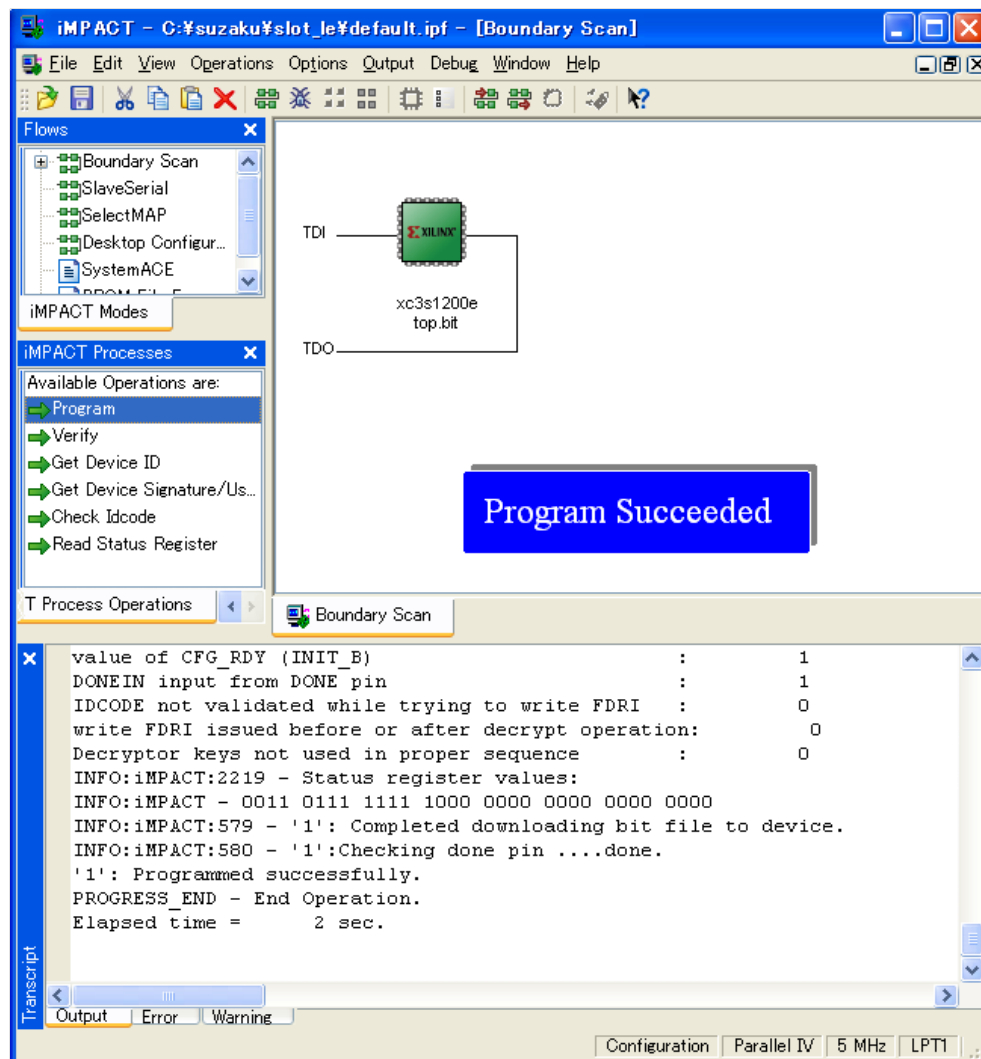 iMPACT - C:¥suzaku¥slot_le¥default.ipf - [Boundary Scan]
File Edit View Operations Options Output Debug Window Help
Flows
Boundary Scan
SlaveSerial
SelectMAP
Desktop Configur...
SystemACE
iMPACT Modes
iMPACT Processes
Available Operations are:
Program
Verify
Get Device ID
Get Device Signature/Us...
Check Idcode
Read Status Register
T Process Operations
TDI
XILINX
xc3s1200e
top.bit
TDO
Program Succeeded
Boundary Scan
value of CFG_RDY (INIT_B) : 1
DONEIN input from DONE pin : 1
IDCODE not validated while trying to write FDRI : 0
write FDRI issued before or after decrypt operation: 0
Decryptor keys not used in proper sequence : 0
INFO:iMPACT:2219 - Status register values:
INFO:iMPACT - 0011 0111 1111 1000 0000 0000 0000 0000
INFO:iMPACT:579 - '1': Completed downloading bit file to device.
INFO:iMPACT:580 - '1':Checking done pin ....done.
'1': Programmed successfully.
PROGRESS_END - End Operation.
Elapsed time = 2 sec.
Transcript
Output Error Warning
Configuration Parallel IV 5 MHz LPT1